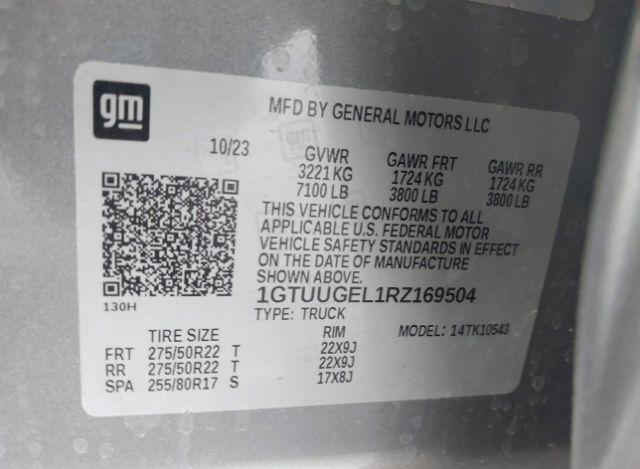 gm
MFD BY GENERAL MOTORS LLC
10/23
GVWR GAWR FRT GAWR RR
3221 KG 1724 KG 1724 KG
7100 LB 3800 LB 3800 LB
THIS VEHICLE CONFORMS TO ALL
APPLICABLE U.S. FEDERAL MOTOR
VEHICLE SAFETY STANDARDS IN EFFECT
ON THE DATE OF MANUFACTURE
SHOWN ABOVE.
1GTUUGEL1RZ169504
130H
TYPE: TRUCK
MODEL: 14TK10543
TIRE SIZE RIM
FRT 275/50R22 T 22X9J
RR 275/50R22 T 22X9J
SPA 255/80R17 S 17X8J